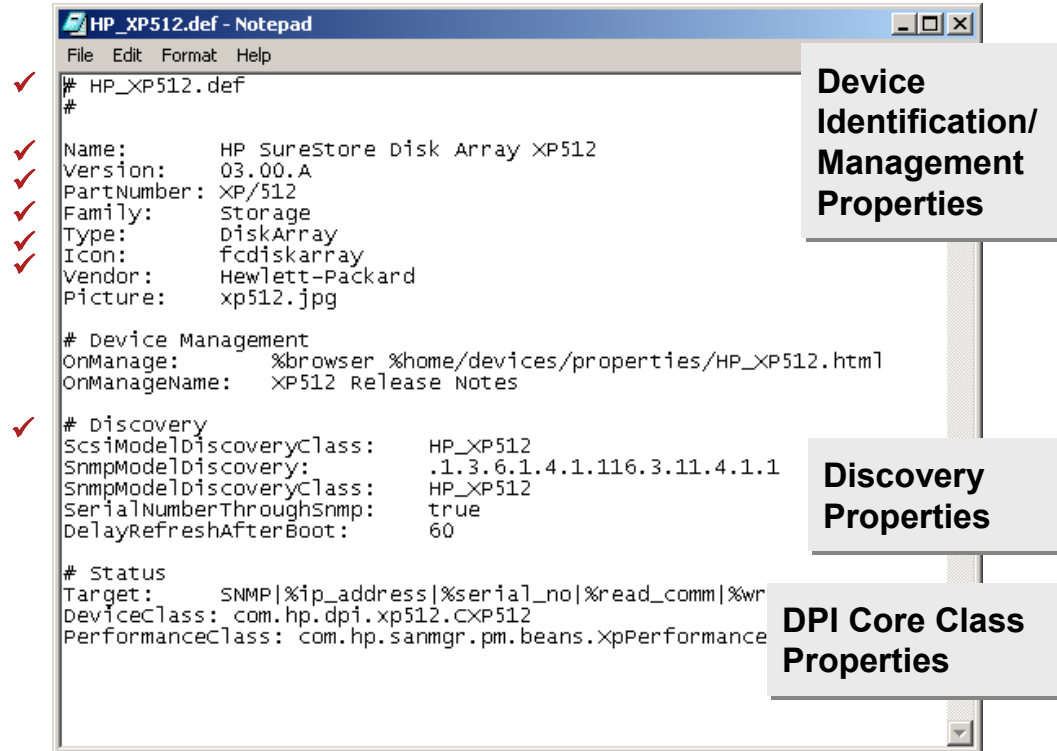 HP_XP512.def - Notepad
File Edit Format Help
# HP_XP512.def
#
Name: HP SureStore Disk Array XP512
Version: 03.00.A
PartNumber: XP/512
Family: Storage
Type: DiskArray
Icon: fcdiskarray
Vendor: Hewlett-Packard
Picture: xp512.jpg
# Device Management
OnManage: %browser %home/devices/properties/HP_XP512.html
OnManageName: XP512 Release Notes
# Discovery
ScsiModelDiscoveryClass: HP_XP512
SnmpModelDiscovery: .1.3.6.1.4.1.116.3.11.4.1.1
SnmpModelDiscoveryClass: HP_XP512
SerialNumberThroughSnmp: true
DelayRefreshAfterBoot: 60
# Status
Target: SNMP|%ip_address|%serial_no|%read_comm|%wr
DeviceClass: com.hp.dpi.xp512.CXP512
PerformanceClass: com.hp.sanmgr.pm.beans.XpPerformance
Device
Identification/
Management
Properties
Discovery
Properties
DPI Core Class
Properties